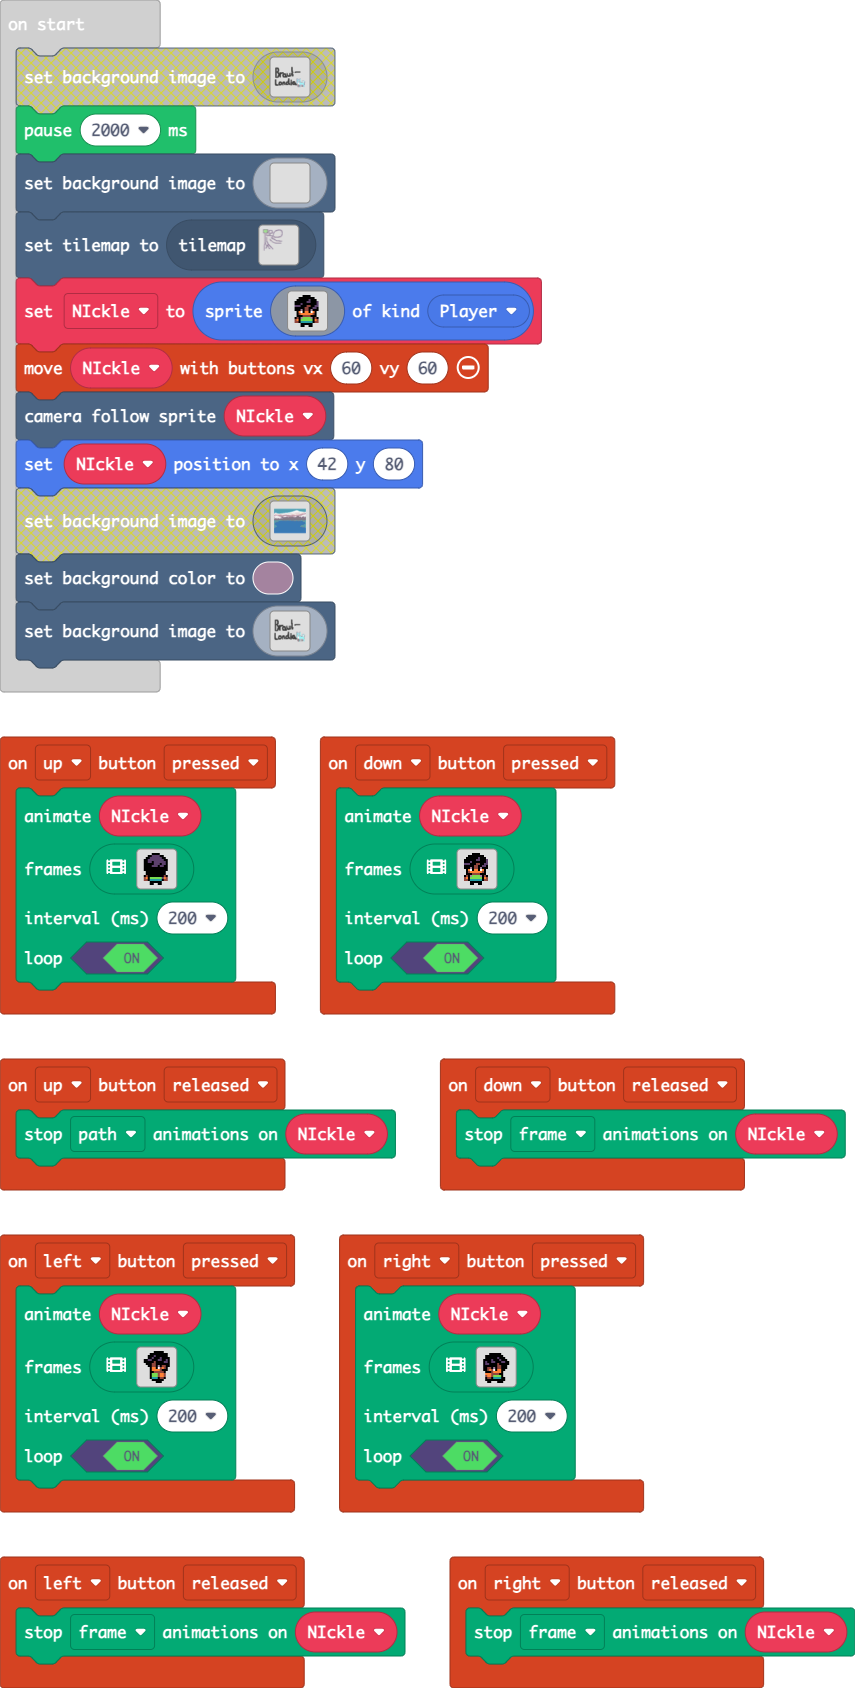 on start
set background image to Brawl-
Landia
pause 2000 ms
set background image to
set tilemap to tilemap
set NIckle to sprite of kind Player
move NIckle with buttons vx 60 vy 60
camera follow sprite NIckle
set NIckle position to x 42 y 80
set background image to
set background color to
set background image to Brawl-
Landia
on up button pressed
animate NIckle
frames
interval (ms) 200
loop ON
on down button pressed
animate NIckle
frames
interval (ms) 200
loop ON
on up button released
stop path animations on NIckle
on down button released
stop frame animations on NIckle
on left button pressed
animate NIckle
frames
interval (ms) 200
loop ON
on right button pressed
animate NIckle
frames
interval (ms) 200
loop ON
on left button released
stop frame animations on NIckle
on right button released
stop frame animations on NIckle